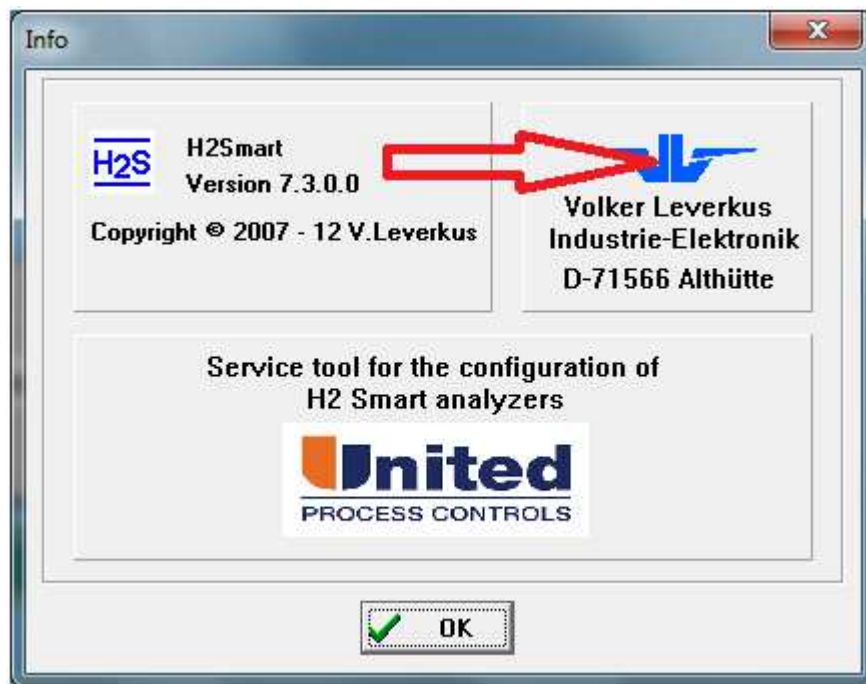 Info
H2S
H2Smart
Version 7.3.0.0
Copyright © 2007 - 12 V.Leverkus
Volker Leverkus
Industrie-Elektronik
D-71566 Althütte
Service tool for the configuration of
H2 Smart analyzers
United
PROCESS CONTROLS
OK